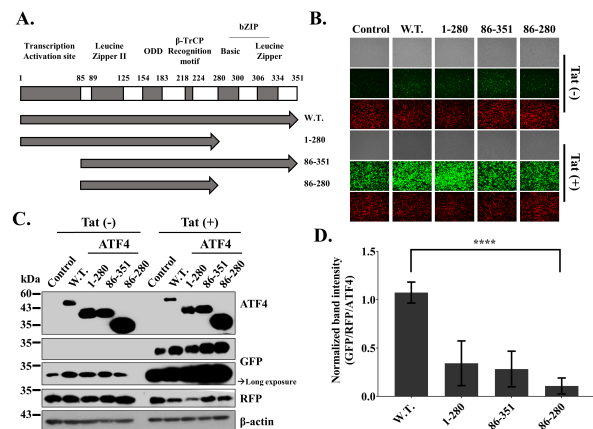 A.
bZIP
Transcription
Activation site
Leucine
Zipper II
ODD
β-TrCP
Recognition
motif
Basic
Leucine
Zipper
1 85 89 125 154 183 218 224 280 300 306 334 351
W.T.
1-280
86-351
86-280
B.
Control W.T. 1-280 86-351 86-280
Tat (-)
Tat (+)
C.
Tat (-) Tat (+)
ATF4 ATF4
Control W.T. 1-280 86-351 86-280 Control W.T. 1-280 86-351 86-280
kDa
60
43
35
ATF4
35
GFP
35
→Long exposure
35
RFP
43
β-actin
D.
Normalized band intensity
(GFP/RFP/ATF4)
1.5
1.0
0.5
0.0
****
W.T.
1-280
86-351
86-280